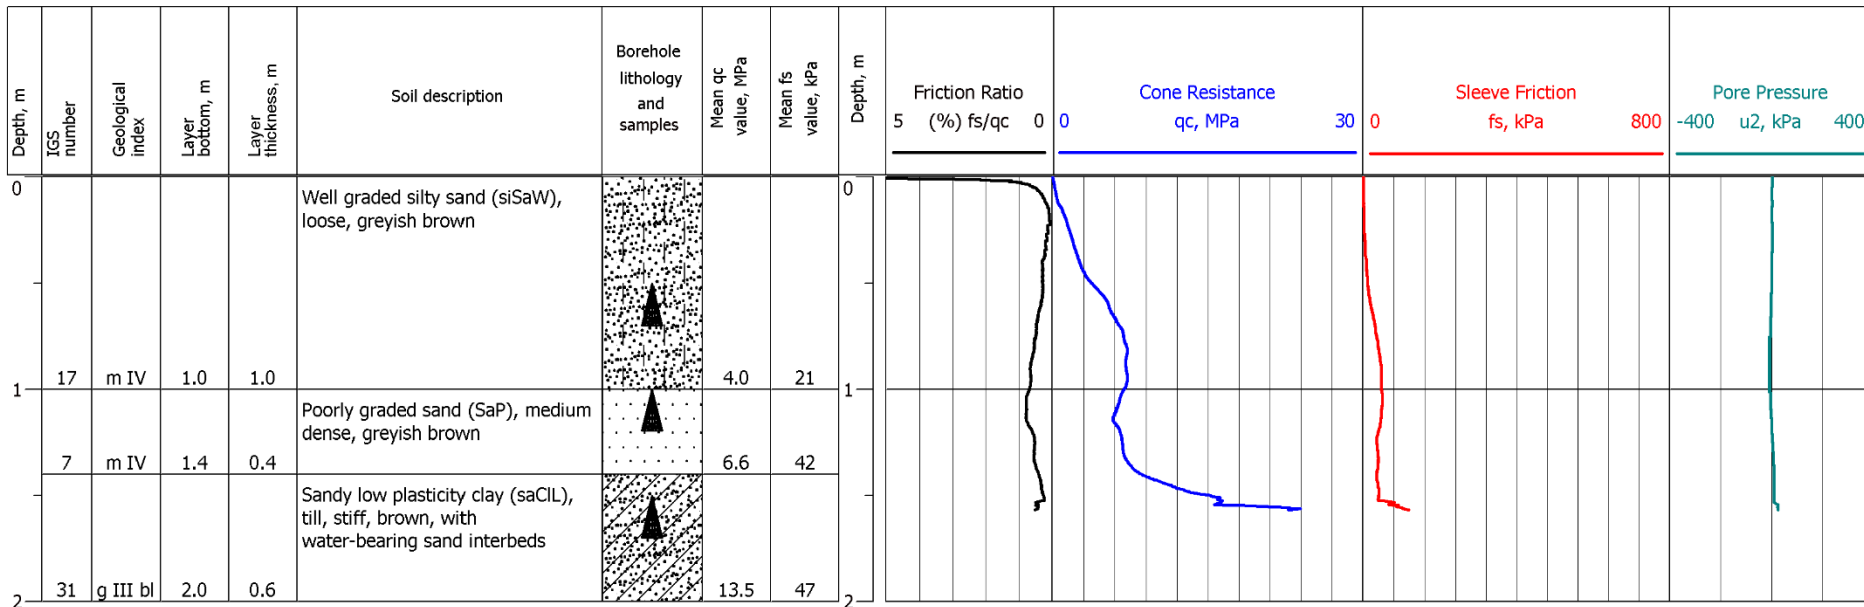 Depth, m
IGS
number
Geological
index
Layer
bottom, m
Layer
thickness, m
Soil description
Borehole
lithology
and
samples
Mean qc
value, MPa
Mean fs
value, kPa
Depth, m
Friction Ratio
5 (%) fs/qc 0
Cone Resistance
0 qc, MPa 30
Sleeve Friction
0 fs, kPa 800
Pore Pressure
-400 u2, kPa 400
0
Well graded silty sand (siSaW),
loose, greyish brown
0
17 m IV 1.0 1.0 4.0 21
1
1
Poorly graded sand (SaP), medium
dense, greyish brown
7 m IV 1.4 0.4 6.6 42
Sandy low plasticity clay (saClL),
till, stiff, brown, with
water-bearing sand interbeds
31 g III bl 2.0 0.6 13.5 47
2
2